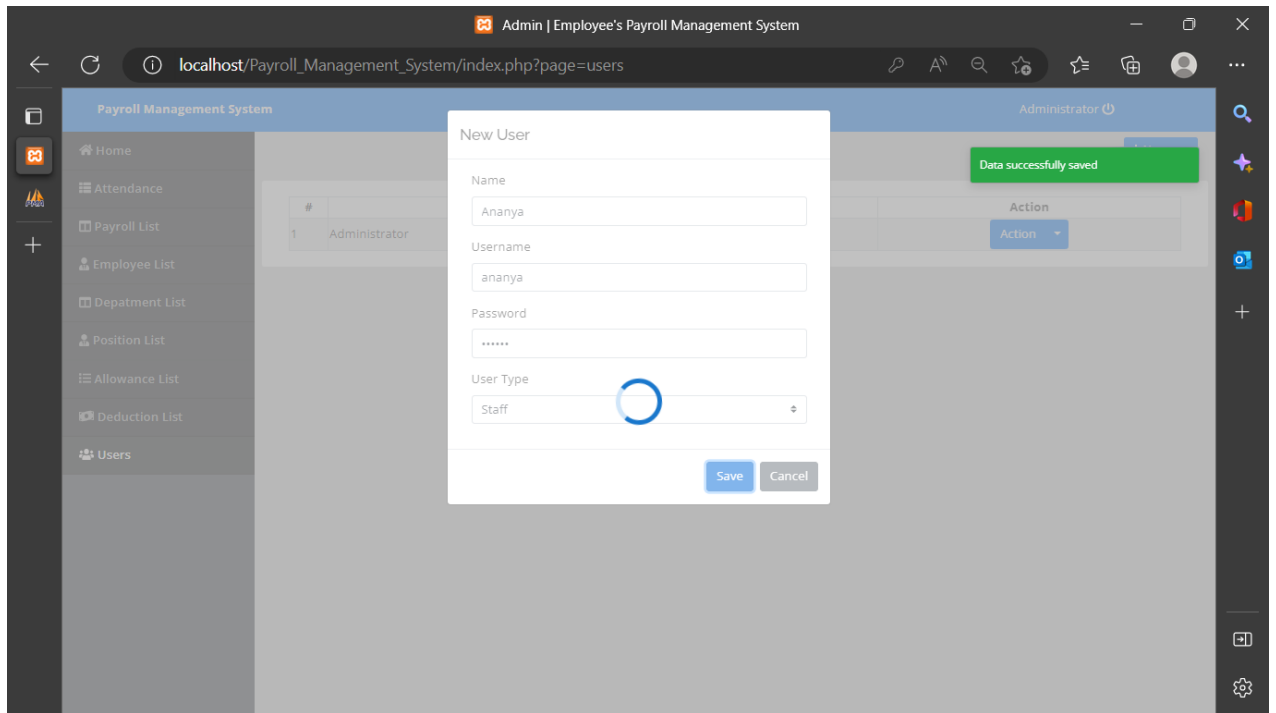 Admin | Employee's Payroll Management System
localhost/Payroll_Management_System/index.php?page=users
Payroll Management System
Administrator
Home
Attendance
Payroll List
Employee List
Depatment List
Position List
Allowance List
Deduction List
Users
#
Action
1 Administrator
Action
New User
Name
Ananya
Username
ananya
Password
••••••
User Type
Staff
Save Cancel
Data successfully saved